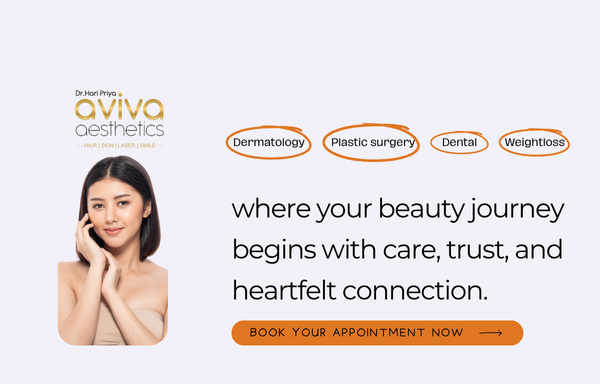 Dr.Hari Priya
aviva
aesthetics
HAIR | SKIN | LASER | SMILE
Dermatology Plastic surgery Dental Weightloss
where your beauty journey
begins with care, trust, and
heartfelt connection.
BOOK YOUR APPOINTMENT NOW